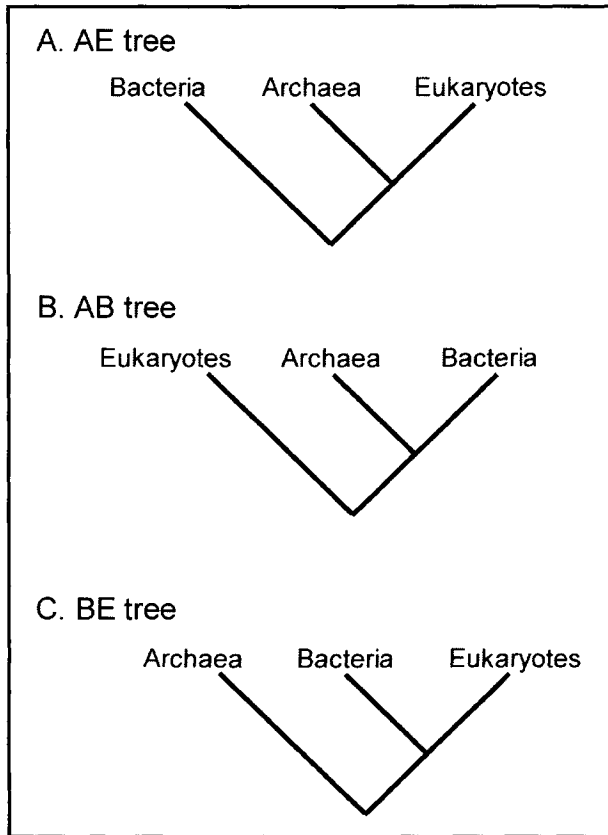 A. AE tree
Bacteria Archaea Eukaryotes
B. AB tree
Eukaryotes Archaea Bacteria
C. BE tree
Archaea Bacteria Eukaryotes